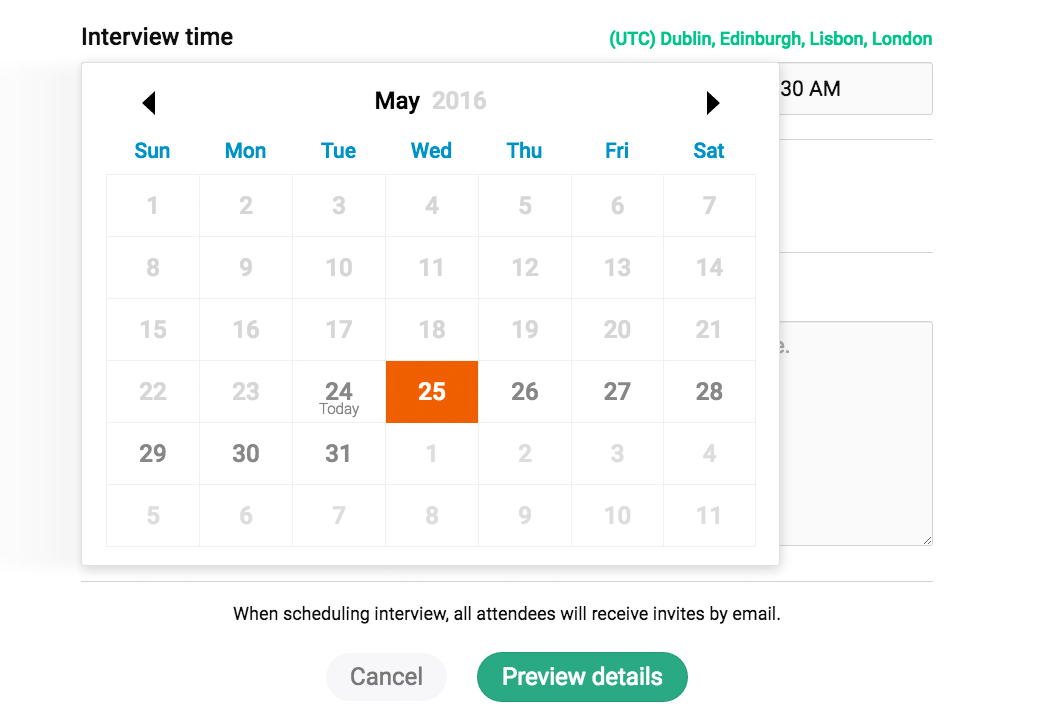 Interview time
(UTC) Dublin, Edinburgh, Lisbon, London
May 2016
30 AM
Sun Mon Tue Wed Thu Fri Sat
1 2 3 4 5 6 7
8 9 10 11 12 13 14
15 16 17 18 19 20 21
e.
22 23 24 25 26 27 28
Today
29 30 31 1 2 3 4
5 6 7 8 9 10 11
When scheduling interview, all attendees will receive invites by email.
Cancel
Preview details